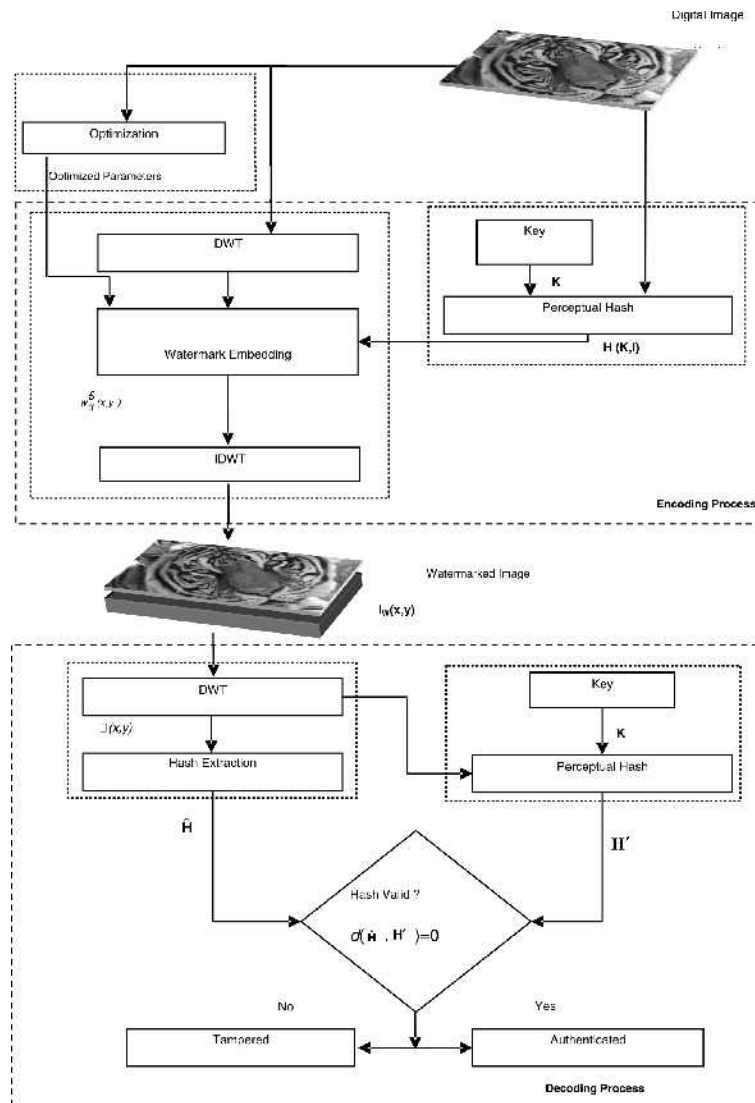 Digital Image
Optimization
Optimized Parameters
DWT
Key
K
Perceptual Hash
H (K,I)
Watermark Embedding
IDWT
Encoding Process
Watermarked Image
I_W(x,y)
DWT
Key
(x,y)
K
Hash Extraction
Perceptual Hash
Ĥ
H′
Hash Valid ?
d(Ĥ , H′ )=0
No
Yes
Tampered
Authenticated
Decoding Process